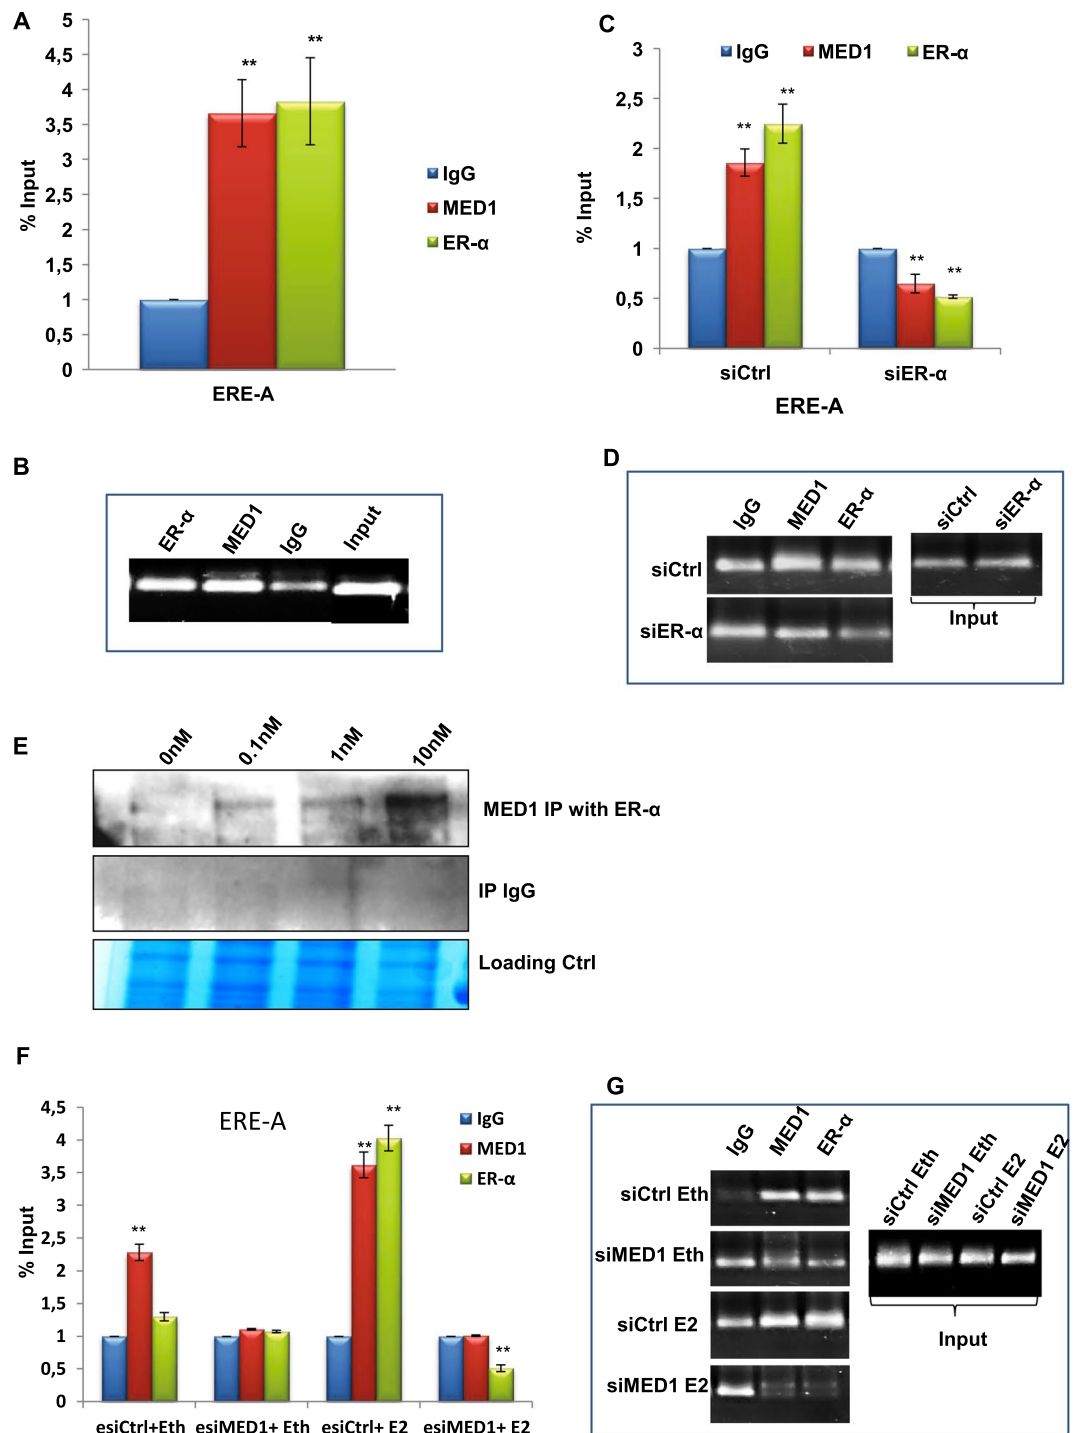 A
5
4,5
4
3,5
3
2,5
2
1,5
1
0,5
0
% Input
**
**
IgG
MED1
ER-α
ERE-A
B
ER-α
MED1
IgG
Input
C
IgG
MED1
ER-α
3
2,5
2
1,5
1
0,5
0
% Input
**
**
**
**
siCtrl
siER-α
ERE-A
D
IgG
MED1
ER-α
siCtrl
siER-α
siCtrl
siER-α
Input
E
0nM
0.1nM
1nM
10nM
MED1 IP with ER-α
IP IgG
Loading Ctrl
F
ERE-A
4,5
4
3,5
3
2,5
2
1,5
1
0,5
0
% Input
**
**
**
**
IgG
MED1
ER-α
esiCtrl+Eth
esiMED1+ Eth
esiCtrl+ E2
esiMED1+ E2
G
IgG
MED1
ER-α
siCtrl Eth
siMED1 Eth
siCtrl E2
siMED1 E2
siCtrl Eth
siMED1 Eth
siCtrl E2
siMED1 E2
Input